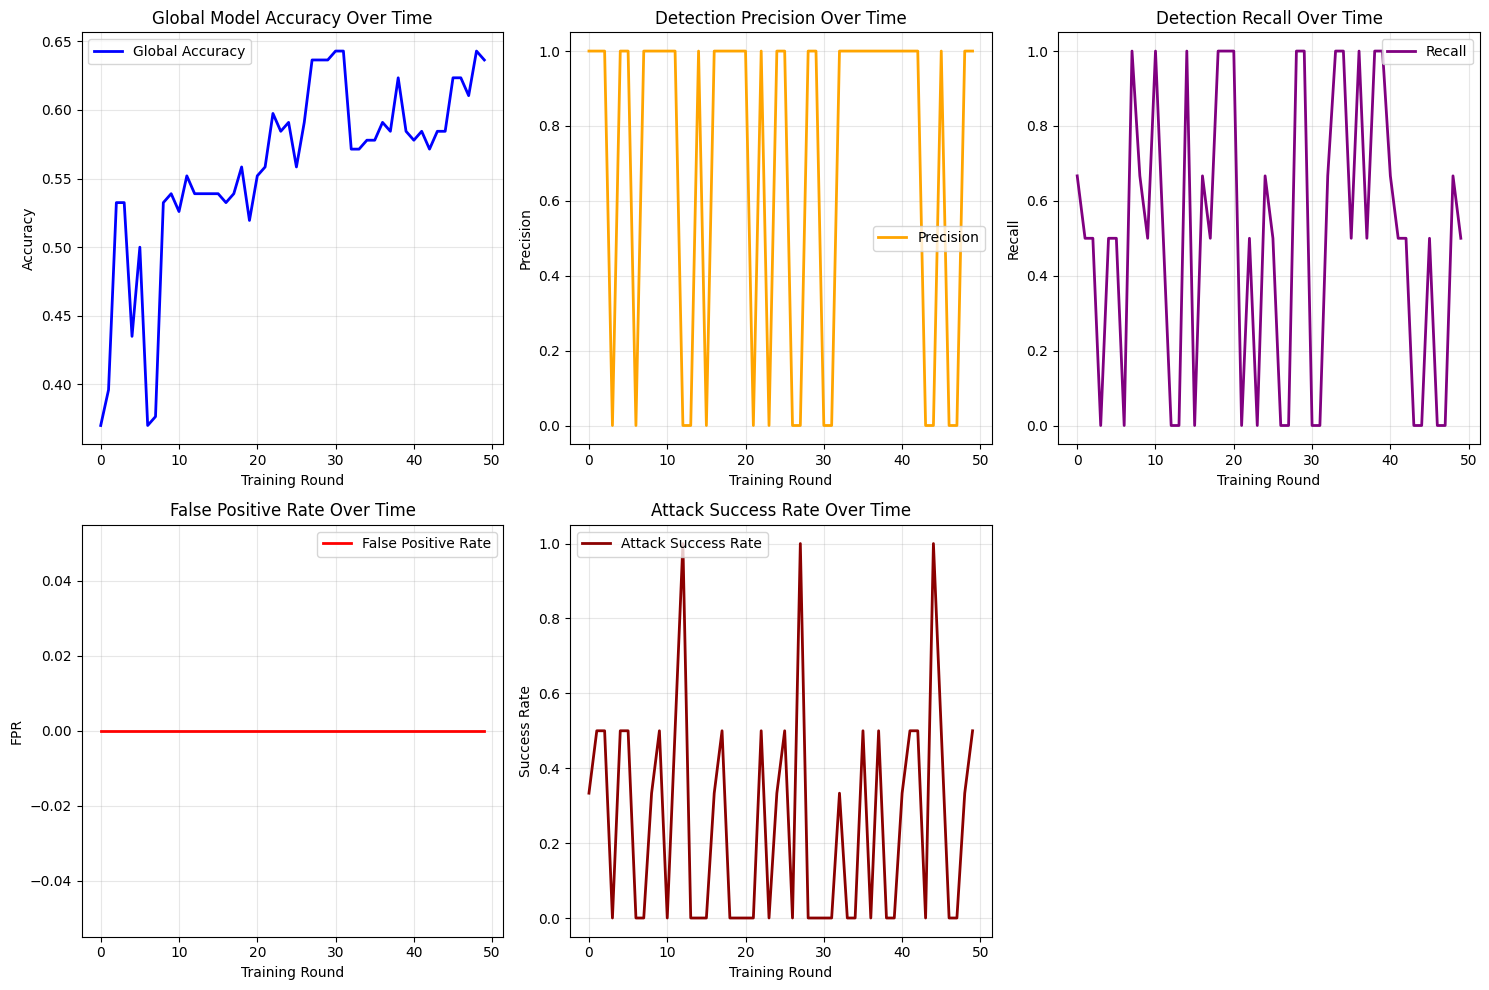 Global Model Accuracy Over Time
Global Accuracy
Accuracy
0.65
0.60
0.55
0.50
0.45
0.40
0 10 20 30 40 50
Training Round
Detection Precision Over Time
Precision
Precision
1.0
0.8
0.6
0.4
0.2
0.0
0 10 20 30 40 50
Training Round
Detection Recall Over Time
Recall
Recall
1.0
0.8
0.6
0.4
0.2
0.0
0 10 20 30 40 50
Training Round
False Positive Rate Over Time
False Positive Rate
FPR
0.04
0.02
0.00
−0.02
−0.04
0 10 20 30 40 50
Training Round
Attack Success Rate Over Time
Attack Success Rate
Success Rate
1.0
0.8
0.6
0.4
0.2
0.0
0 10 20 30 40 50
Training Round